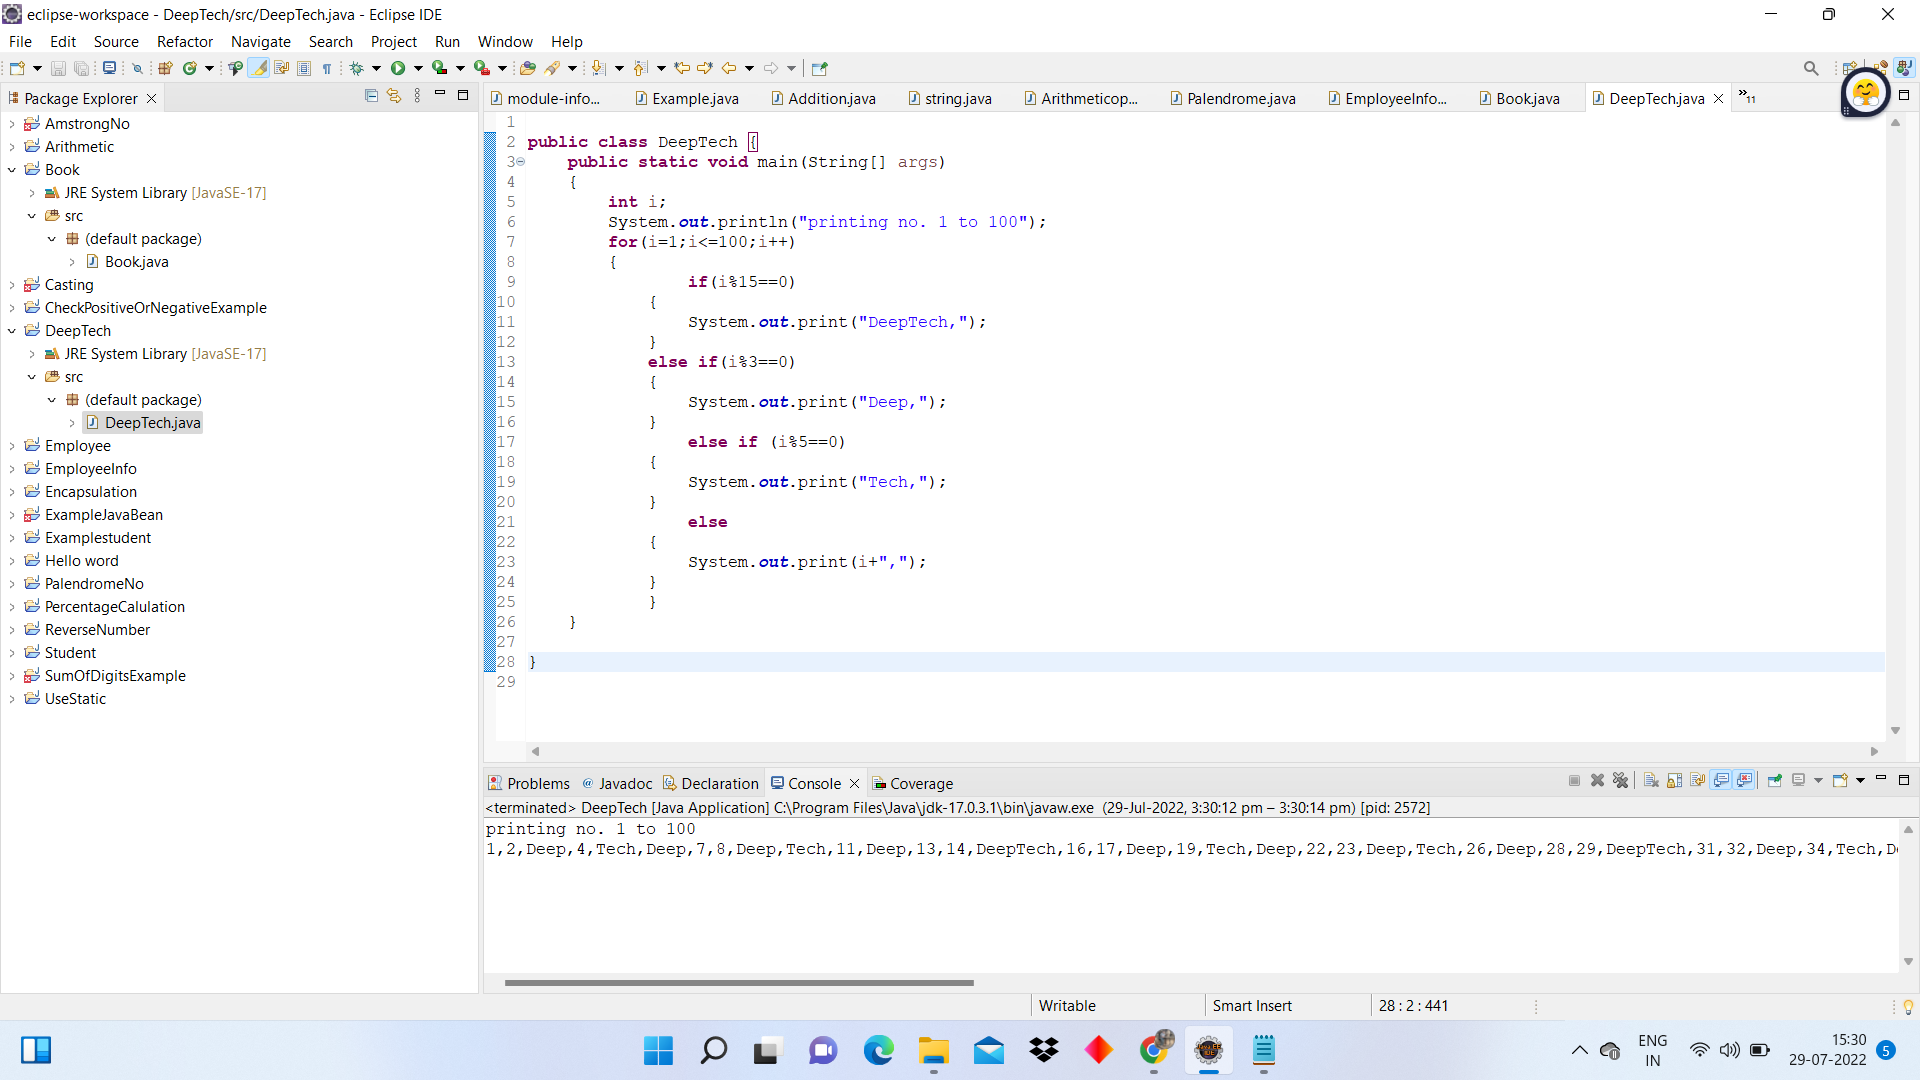 eclipse-workspace - DeepTech/src/DeepTech.java - Eclipse IDE
File Edit Source Refactor Navigate Search Project Run Window Help
Package Explorer
AmstrongNo
Arithmetic
Book
JRE System Library [JavaSE-17]
src
(default package)
Book.java
Casting
CheckPositiveOrNegativeExample
DeepTech
JRE System Library [JavaSE-17]
src
(default package)
DeepTech.java
Employee
EmployeeInfo
Encapsulation
ExampleJavaBean
Examplestudent
Hello word
PalendromeNo
PercentageCalulation
ReverseNumber
Student
SumOfDigitsExample
UseStatic
module-info... Example.java Addition.java string.java Arithmeticop... Palendrome.java EmployeeInfo... Book.java DeepTech.java »11
1
2 public class DeepTech {
3 public static void main(String[] args)
4 {
5 int i;
6 System.out.println("printing no. 1 to 100");
7 for(i=1;i<=100;i++)
8 {
9 if(i%15==0)
10 {
11 System.out.print("DeepTech,");
12 }
13 else if(i%3==0)
14 {
15 System.out.print("Deep,");
16 }
17 else if (i%5==0)
18 {
19 System.out.print("Tech,");
20 }
21 else
22 {
23 System.out.print(i+",");
24 }
25 }
26 }
27
28 }
29
Problems Javadoc Declaration Console Coverage
<terminated> DeepTech [Java Application] C:\Program Files\Java\jdk-17.0.3.1\bin\javaw.exe (29-Jul-2022, 3:30:12 pm – 3:30:14 pm) [pid: 2572]
printing no. 1 to 100
1,2,Deep,4,Tech,Deep,7,8,Deep,Tech,11,Deep,13,14,DeepTech,16,17,Deep,19,Tech,Deep,22,23,Deep,Tech,26,Deep,28,29,DeepTech,31,32,Deep,34,Tech,D
Writable Smart Insert 28 : 2 : 441
ENG
IN
15:30
29-07-2022
5